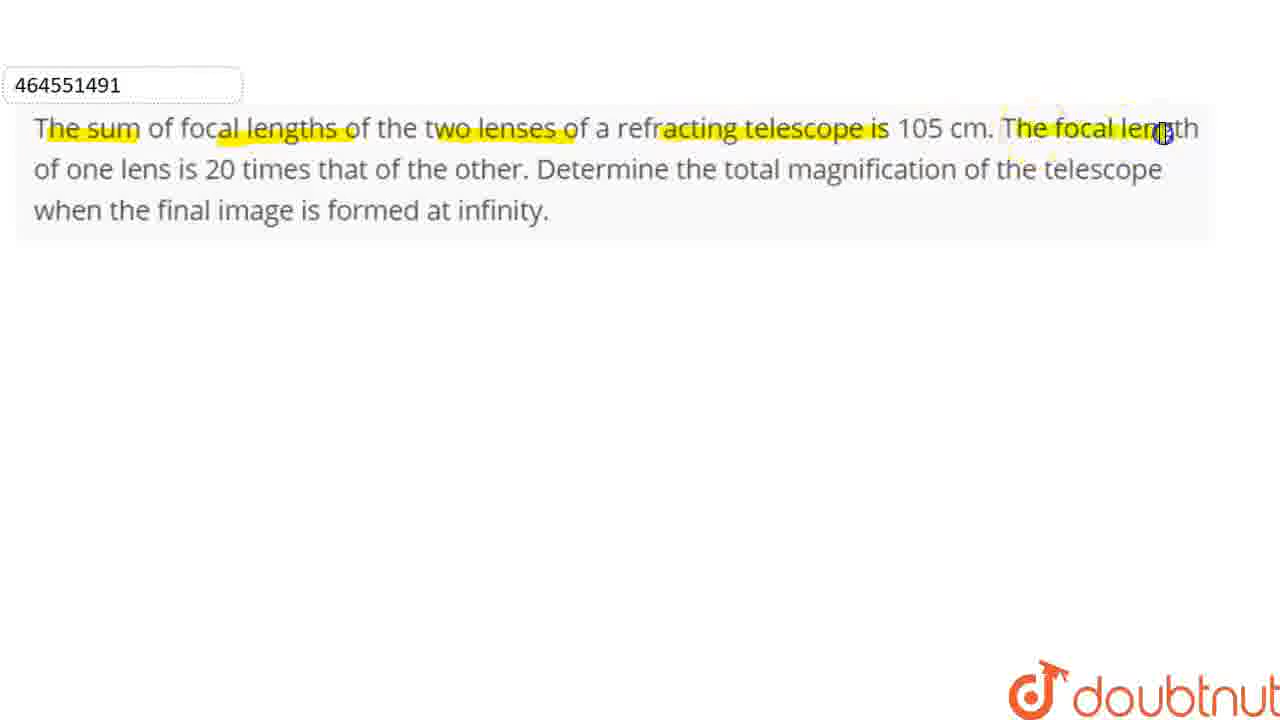 464551491
The sum of focal lengths of the two lenses of a refracting telescope is 105 cm. The focal length
of one lens is 20 times that of the other. Determine the total magnification of the telescope
when the final image is formed at infinity.
doubtnut